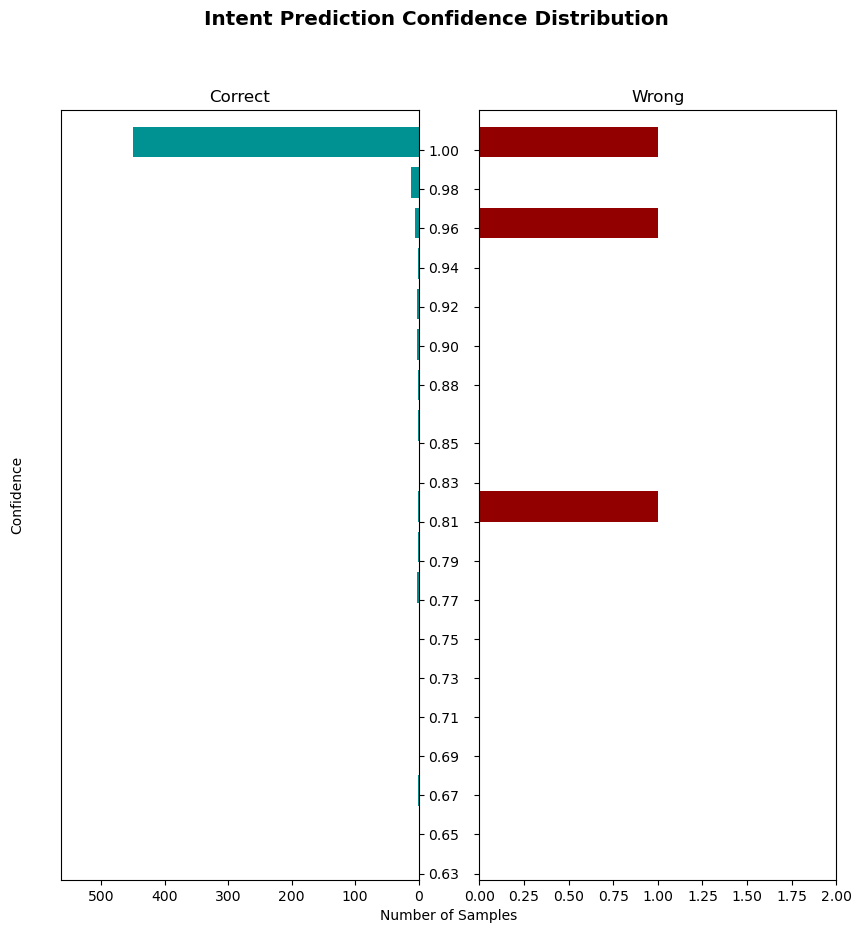 Intent Prediction Confidence Distribution
Correct
Wrong
1.00
0.98
0.96
0.94
0.92
0.90
0.88
0.85
0.83
0.81
0.79
0.77
0.75
0.73
0.71
0.69
0.67
0.65
0.63
Confidence
500 400 300 200 100 0
0.00 0.25 0.50 0.75 1.00 1.25 1.50 1.75 2.00
Number of Samples